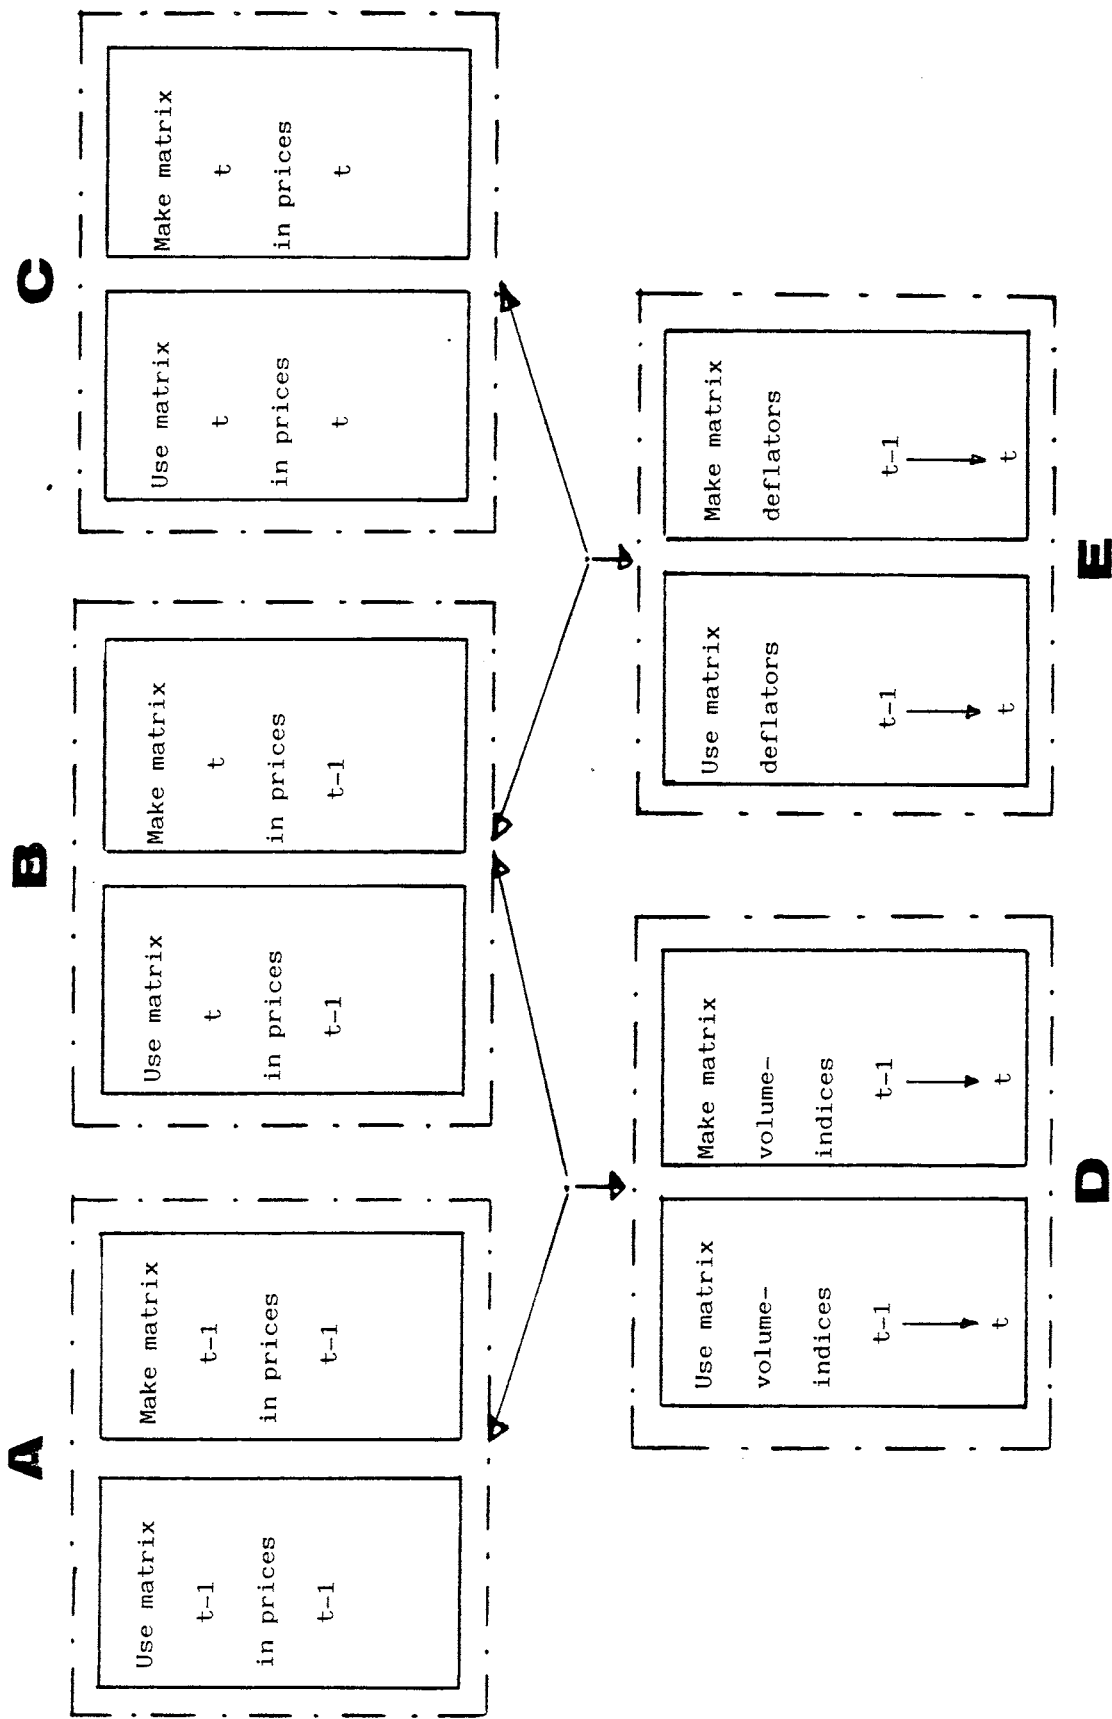 A
Use matrix
t-1
in prices
t-1
Make matrix
t-1
in prices
t-1
B
Use matrix
t
in prices
t-1
Make matrix
t
in prices
t-1
C
Use matrix
t
in prices
t
Make matrix
t
in prices
t
Use matrix
volume-
indices
t-1
t
Make matrix
volume-
indices
t-1
t
D
Use matrix
deflators
t-1
t
Make matrix
deflators
t-1
t
E